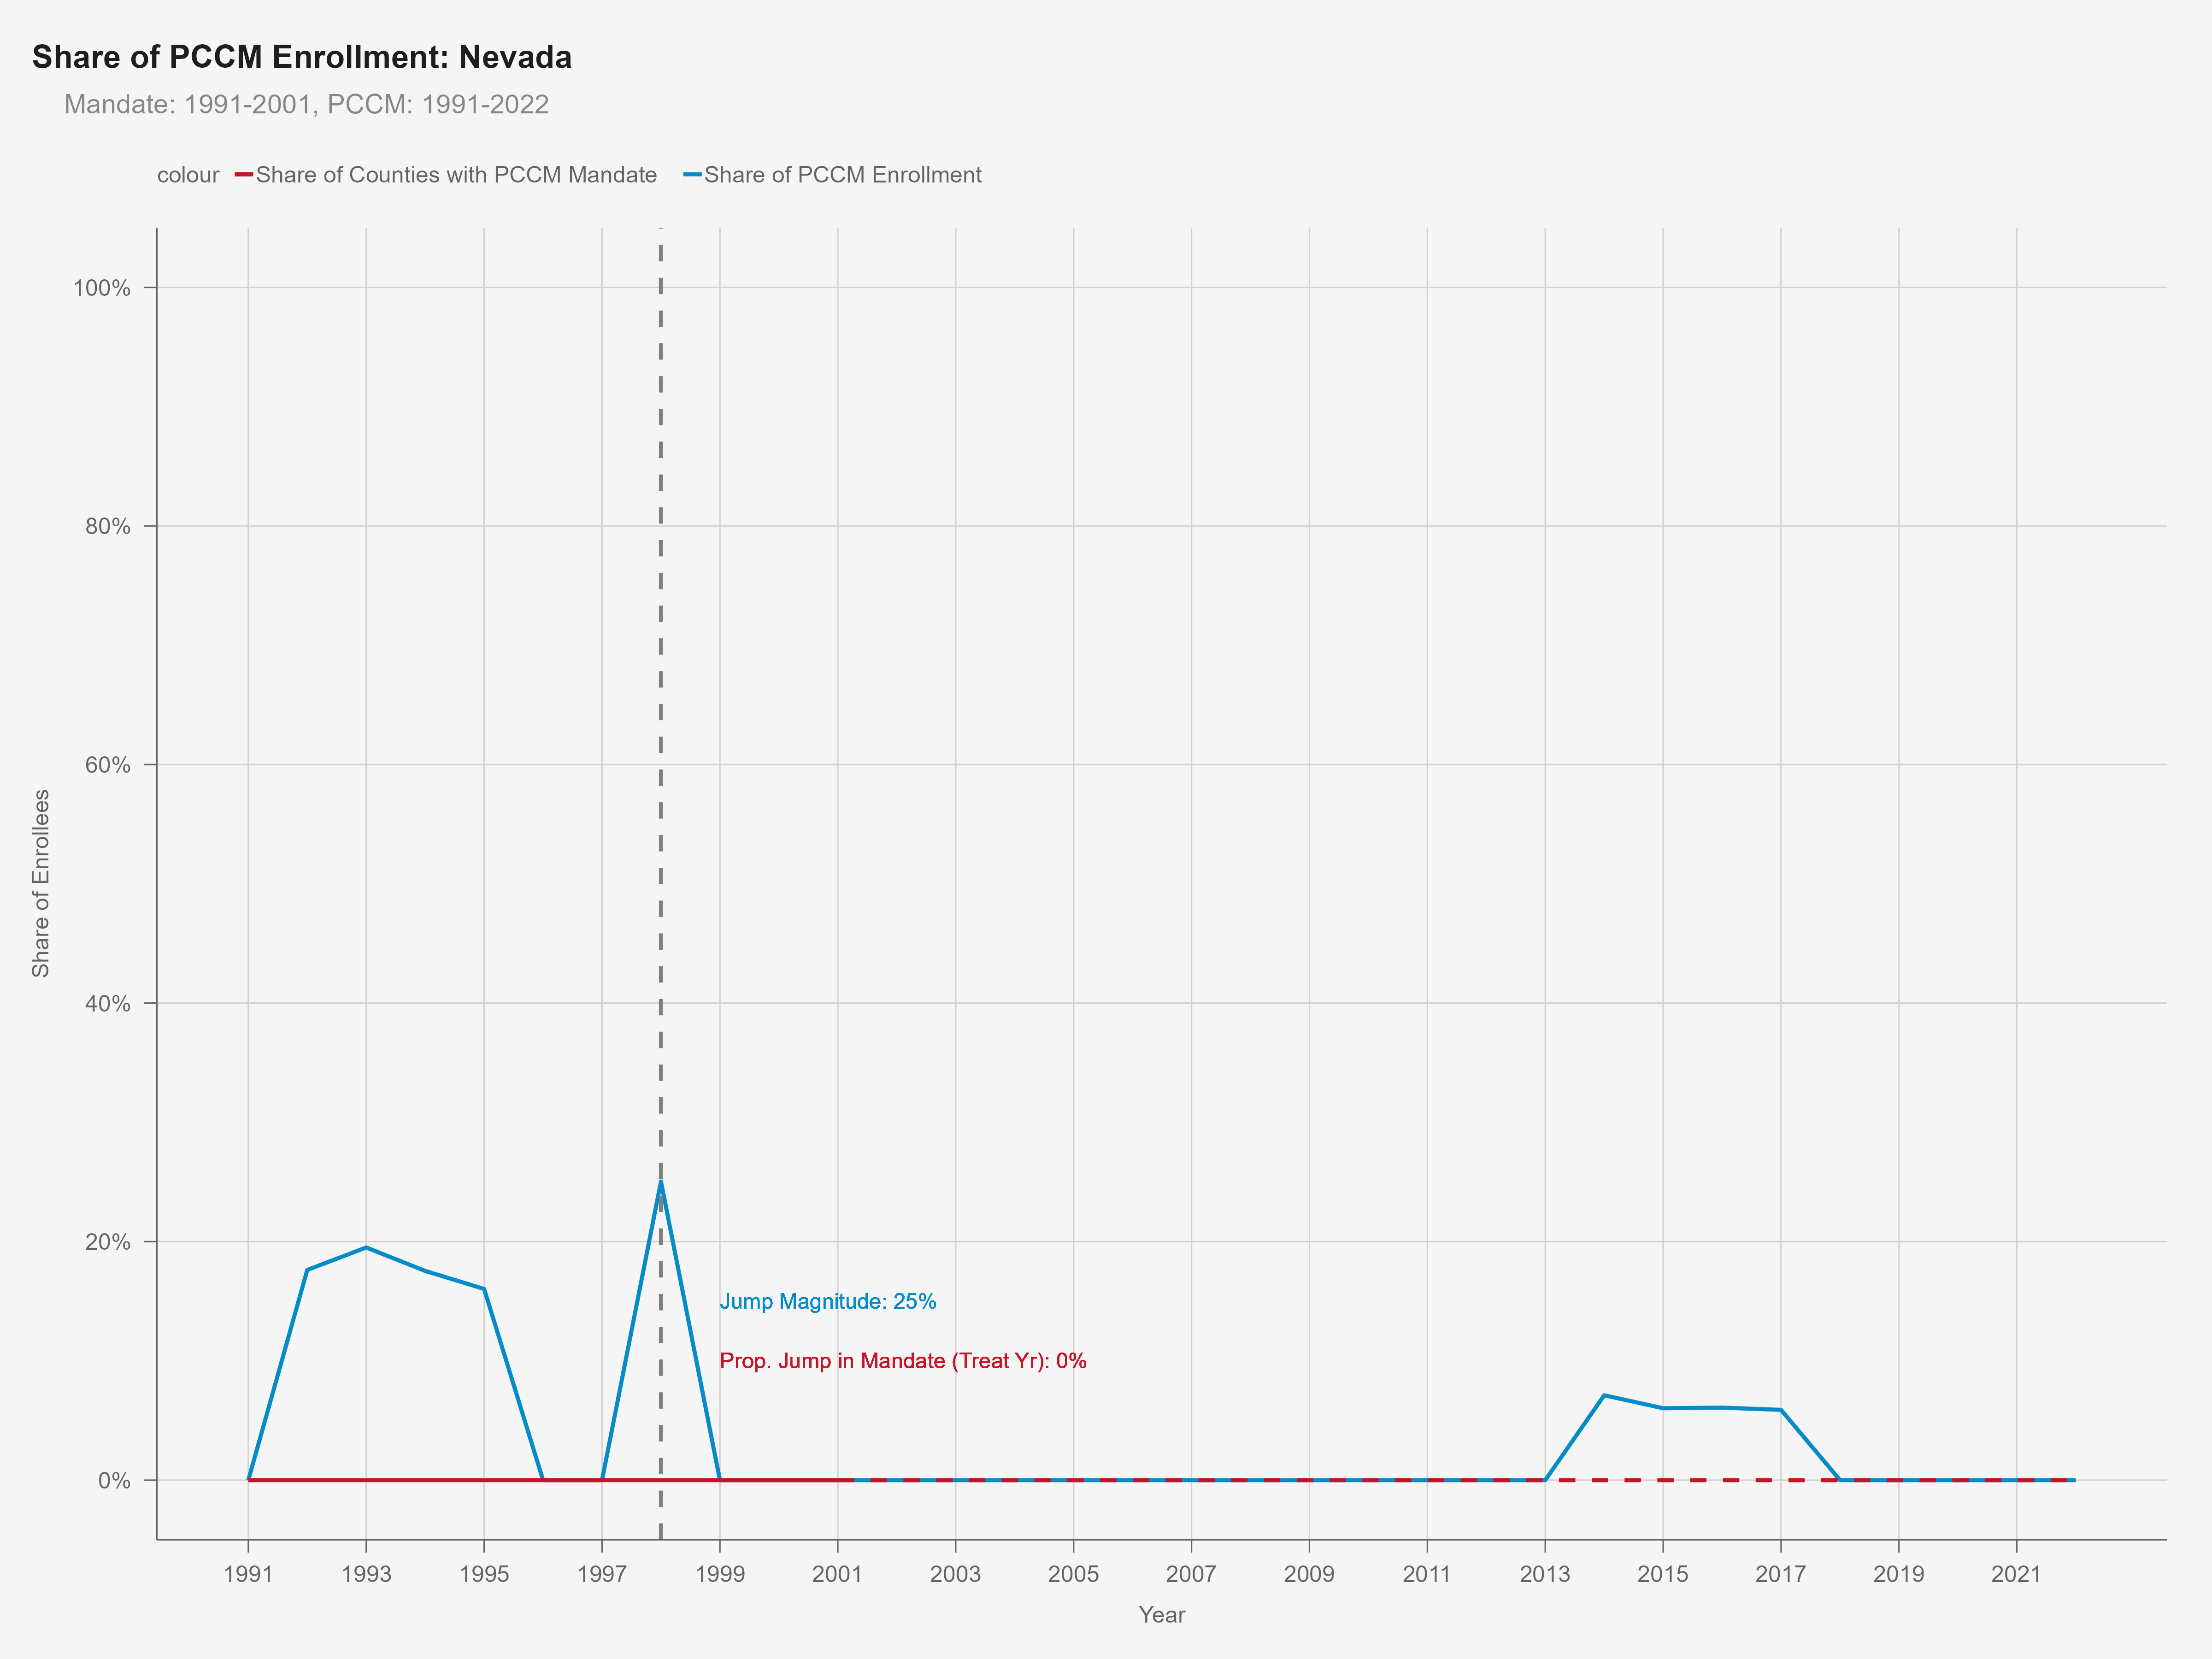 Share of PCCM Enrollment: Nevada
Mandate: 1991-2001, PCCM: 1991-2022
colour Share of Counties with PCCM Mandate Share of PCCM Enrollment
100%
80%
60%
40%
20%
0%
Share of Enrollees
Jump Magnitude: 25%
Prop. Jump in Mandate (Treat Yr): 0%
1991 1993 1995 1997 1999 2001 2003 2005 2007 2009 2011 2013 2015 2017 2019 2021
Year